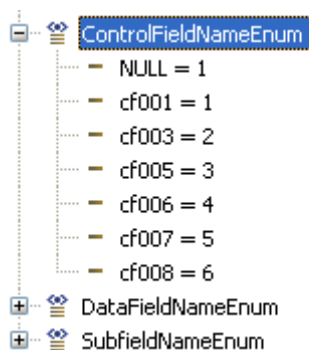 ControlFieldNameEnum
NULL = 1
cf001 = 1
cf003 = 2
cf005 = 3
cf006 = 4
cf007 = 5
cf008 = 6
DataFieldNameEnum
SubfieldNameEnum